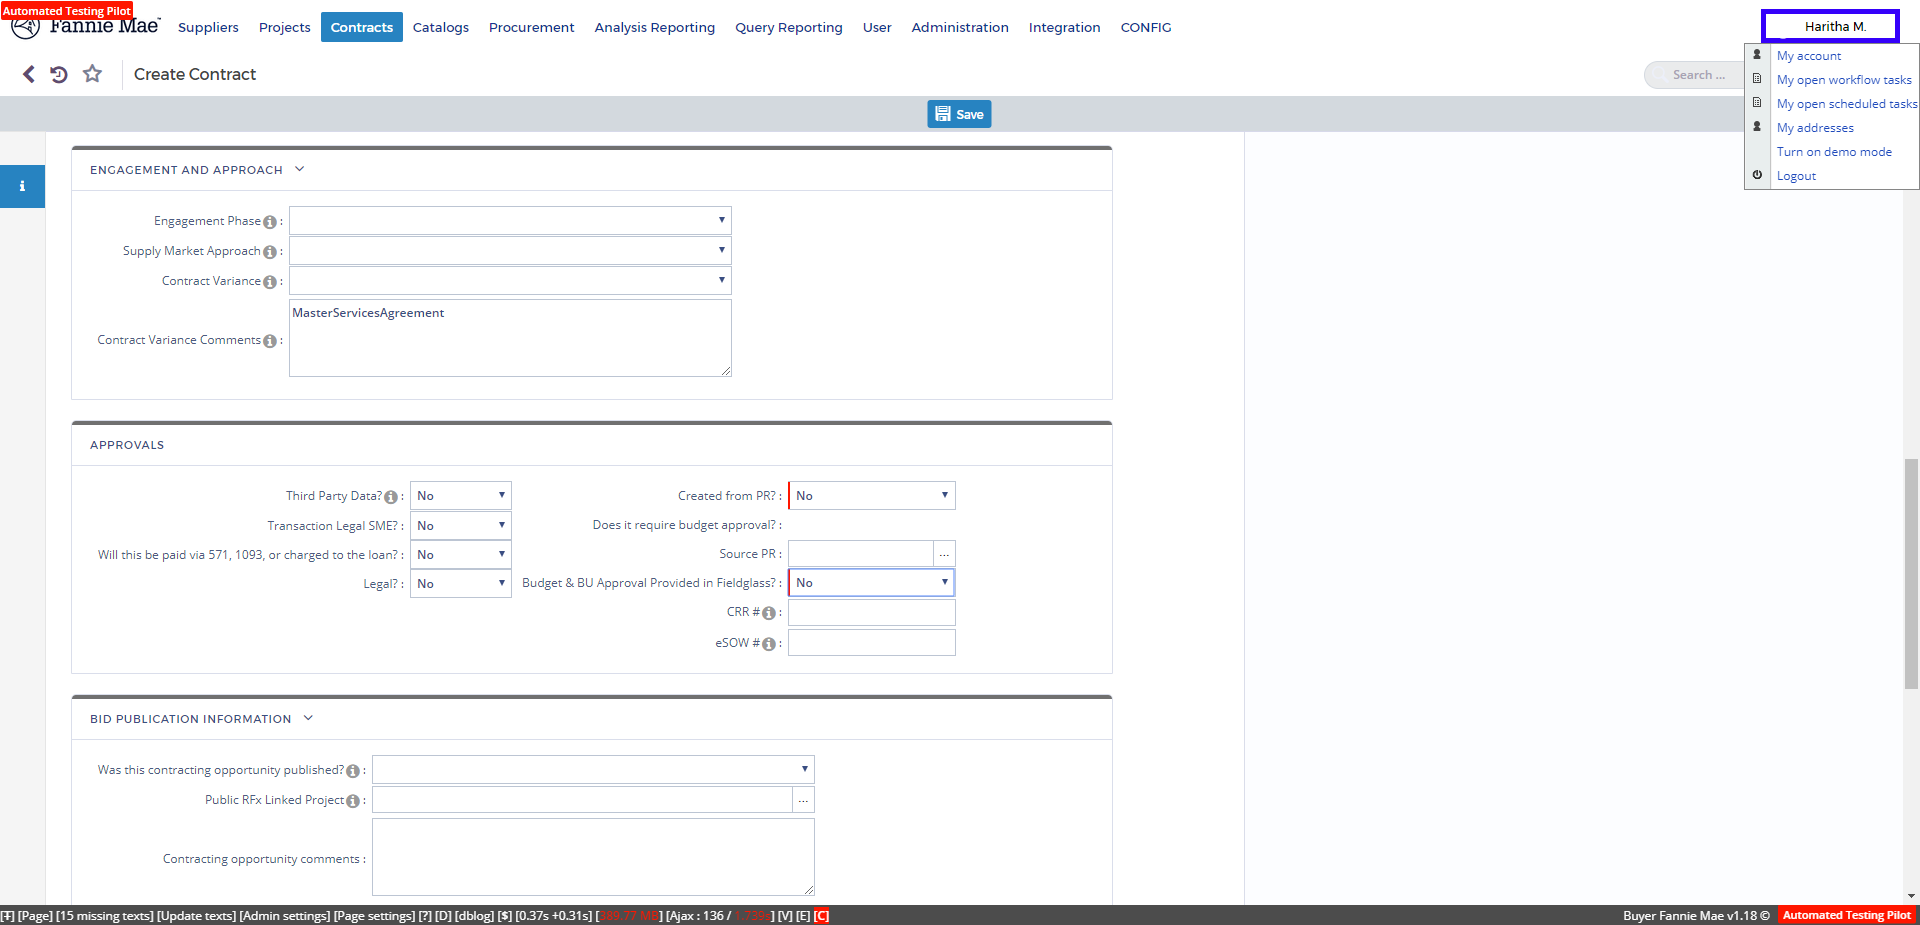 Automated Testing Pilot
Fannie Mae™ Suppliers Projects Contracts Catalogs Procurement Analysis Reporting Query Reporting User Administration Integration CONFIG Haritha M.
Create Contract Search ...
My account
My open workflow tasks
My open scheduled tasks
My addresses
Turn on demo mode
Logout
Save
i
ENGAGEMENT AND APPROACH
Engagement Phase i :
Supply Market Approach i :
Contract Variance i :
MasterServicesAgreement
Contract Variance Comments i :
APPROVALS
Third Party Data? i : No Created from PR? : No
Transaction Legal SME? : No Does it require budget approval? :
Will this be paid via 571, 1093, or charged to the loan? : No Source PR : ...
Legal? : No Budget & BU Approval Provided in Fieldglass? : No
CRR # i :
eSOW # i :
BID PUBLICATION INFORMATION
Was this contracting opportunity published? i :
Public RFx Linked Project i : ...
Contracting opportunity comments :
[T] [Page] [15 missing texts] [Update texts] [Admin settings] [Page settings] [?] [D] [dblog] [$] [0.37s +0.31s] [389.77 MB] [Ajax : 136 / 1.739s] [V] [E] [C] Buyer Fannie Mae v1.18 © Automated Testing Pilot